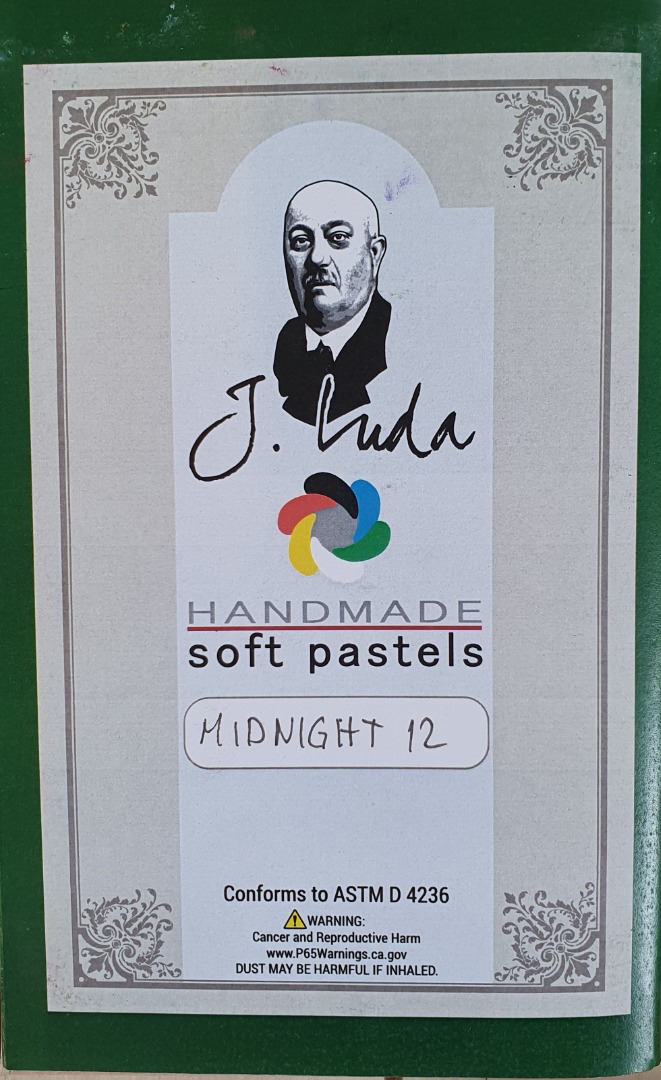 J. Luda
HANDMADE
soft pastels
MIDNIGHT 12
Conforms to ASTM D 4236
WARNING:
Cancer and Reproductive Harm
www.P65Warnings.ca.gov
DUST MAY BE HARMFUL IF INHALED.